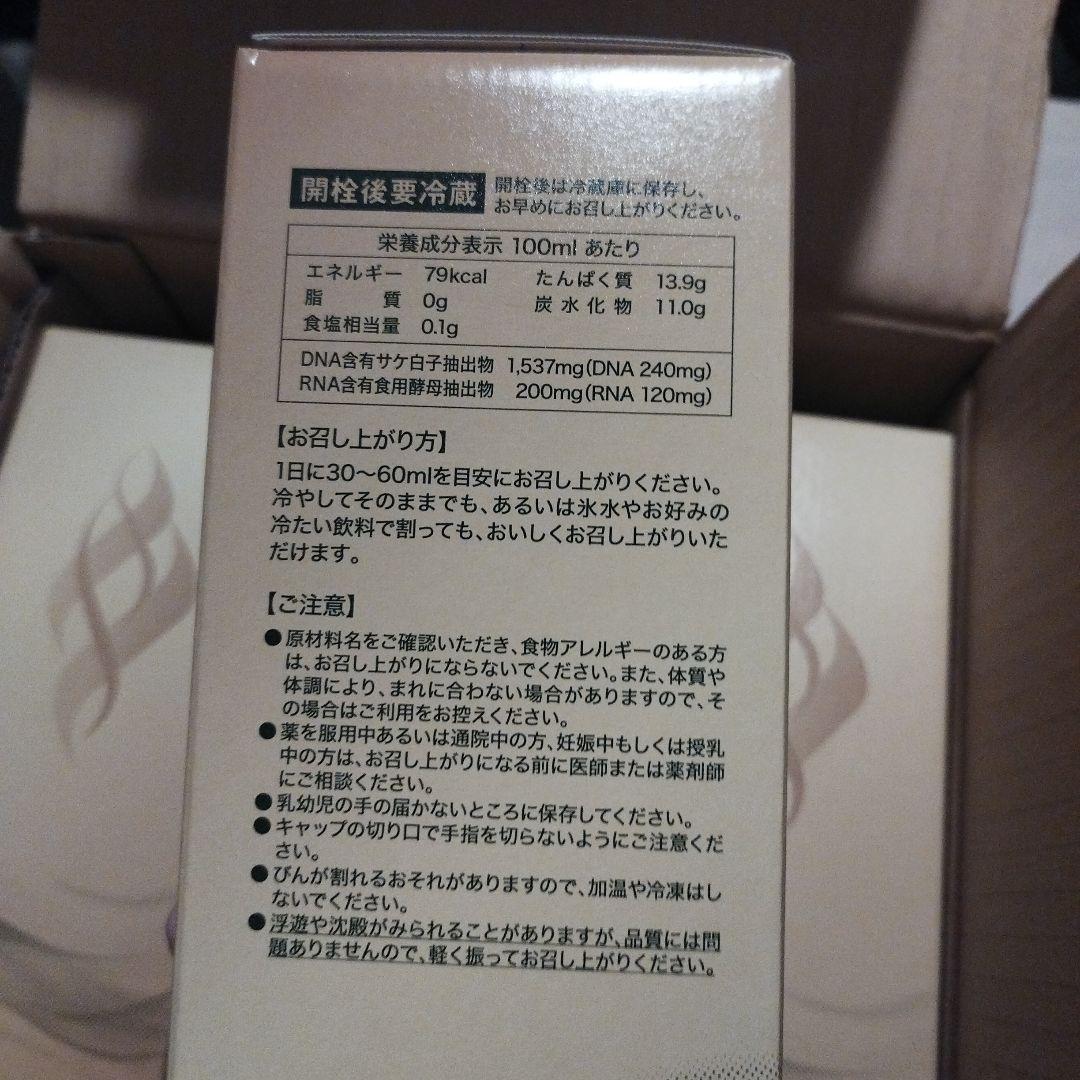 開栓後要冷蔵
開栓後は冷蔵庫に保存し、
お早めにお召し上がりください。
栄養成分表示 100ml あたり
エネルギー 79kcal たんぱく質 13.9g
脂質 0g 炭水化物 11.0g
食塩相当量 0.1g
DNA含有サケ白子抽出物 1,537mg(DNA 240mg)
RNA含有食用酵母抽出物 200mg(RNA 120mg)
【お召し上がり方】
1日に30〜60mlを目安にお召し上がりください。
冷やしてそのままでも、あるいは氷水やお好みの
冷たい飲料で割っても、おいしくお召し上がりいた
だけます。
【ご注意】
●原材料名をご確認いただき、食物アレルギーのある方
は、お召し上がりにならないでください。また、体質や
体調により、まれに合わない場合がありますので、そ
の場合はご利用をお控えください。
●薬を服用中あるいは通院中の方、妊娠中もしくは授乳
中の方は、お召し上がりになる前に医師または薬剤師
にご相談ください。
●乳幼児の手の届かないところに保存してください。
●キャップの切り口で手指を切らないようにご注意くだ
さい。
●びんが割れるおそれがありますので、加温や冷凍はし
ないでください。
●浮遊や沈殿がみられることがありますが、品質には問
題ありませんので、軽く振ってお召し上がりください。